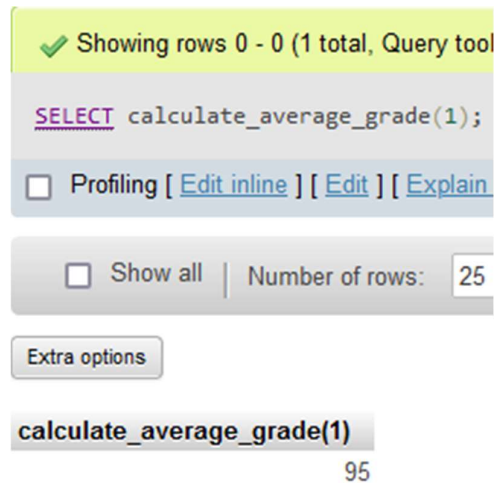 Showing rows 0 - 0 (1 total, Query took
SELECT calculate_average_grade(1);
Profiling [ Edit inline ] [ Edit ] [ Explain
Show all | Number of rows: 25
Extra options
calculate_average_grade(1)
95